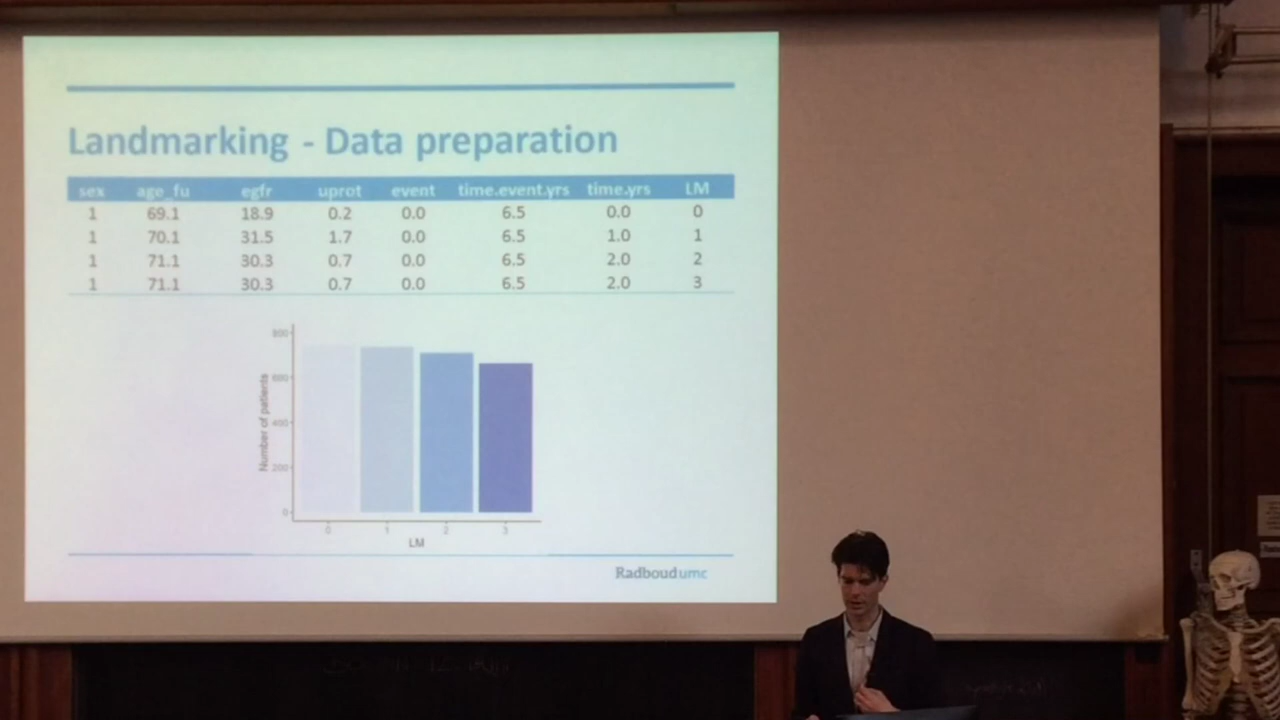 Landmarking - Data preparation
sex age_fu egfr uprot event time.event.yrs time.yrs LM
1 69.1 18.9 0.2 0.0 6.5 0.0 0
1 70.1 31.5 1.7 0.0 6.5 1.0 1
1 71.1 30.3 0.7 0.0 6.5 2.0 2
1 71.1 30.3 0.7 0.0 6.5 2.0 3
Number of patients
800
600
400
200
0
0 1 2 3
LM
Radboudumc